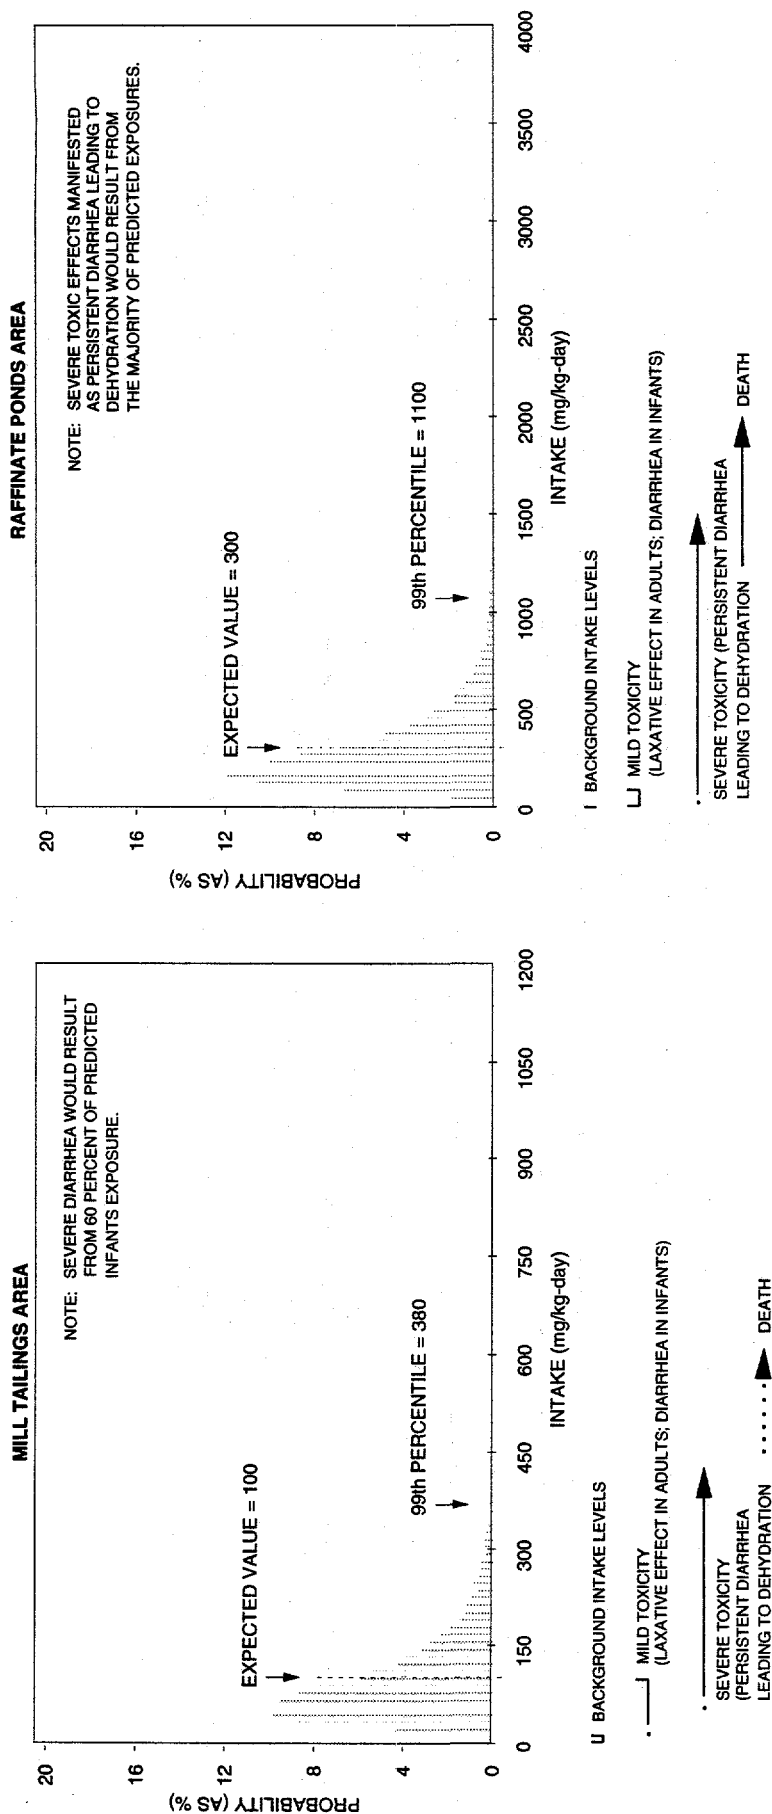 MILL TAILINGS AREA
NOTE: SEVERE DIARRHEA WOULD RESULT
FROM 60 PERCENT OF PREDICTED
INFANTS EXPOSURE.
EXPECTED VALUE = 100
99th PERCENTILE = 380
PROBABILITY (AS %)
20
16
12
8
4
0
0 150 300 450 600 750 900 1050 1200
INTAKE (mg/kg-day)
BACKGROUND INTAKE LEVELS
MILD TOXICITY
(LAXATIVE EFFECT IN ADULTS; DIARRHEA IN INFANTS)
SEVERE TOXICITY
(PERSISTENT DIARRHEA
LEADING TO DEHYDRATION
DEATH
RAFFINATE PONDS AREA
NOTE: SEVERE TOXIC EFFECTS MANIFESTED
AS PERSISTENT DIARRHEA LEADING TO
DEHYDRATION WOULD RESULT FROM
THE MAJORITY OF PREDICTED EXPOSURES.
EXPECTED VALUE = 300
99th PERCENTILE = 1100
PROBABILITY (AS %)
20
16
12
8
4
0
0 500 1000 1500 2000 2500 3000 3500 4000
INTAKE (mg/kg-day)
BACKGROUND INTAKE LEVELS
MILD TOXICITY
(LAXATIVE EFFECT IN ADULTS; DIARRHEA IN INFANTS)
SEVERE TOXICITY (PERSISTENT DIARRHEA
LEADING TO DEHYDRATION
DEATH